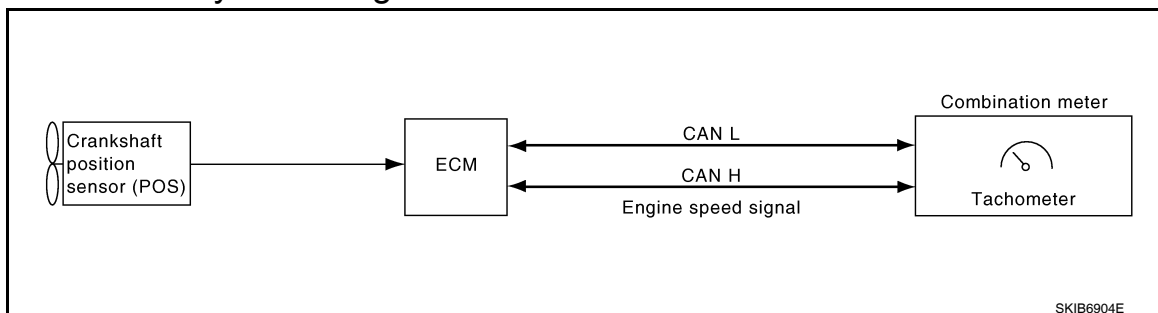 Crankshaft
position
sensor (POS)
ECM
CAN L
CAN H
Engine speed signal
Combination meter
Tachometer
SKIB6904E